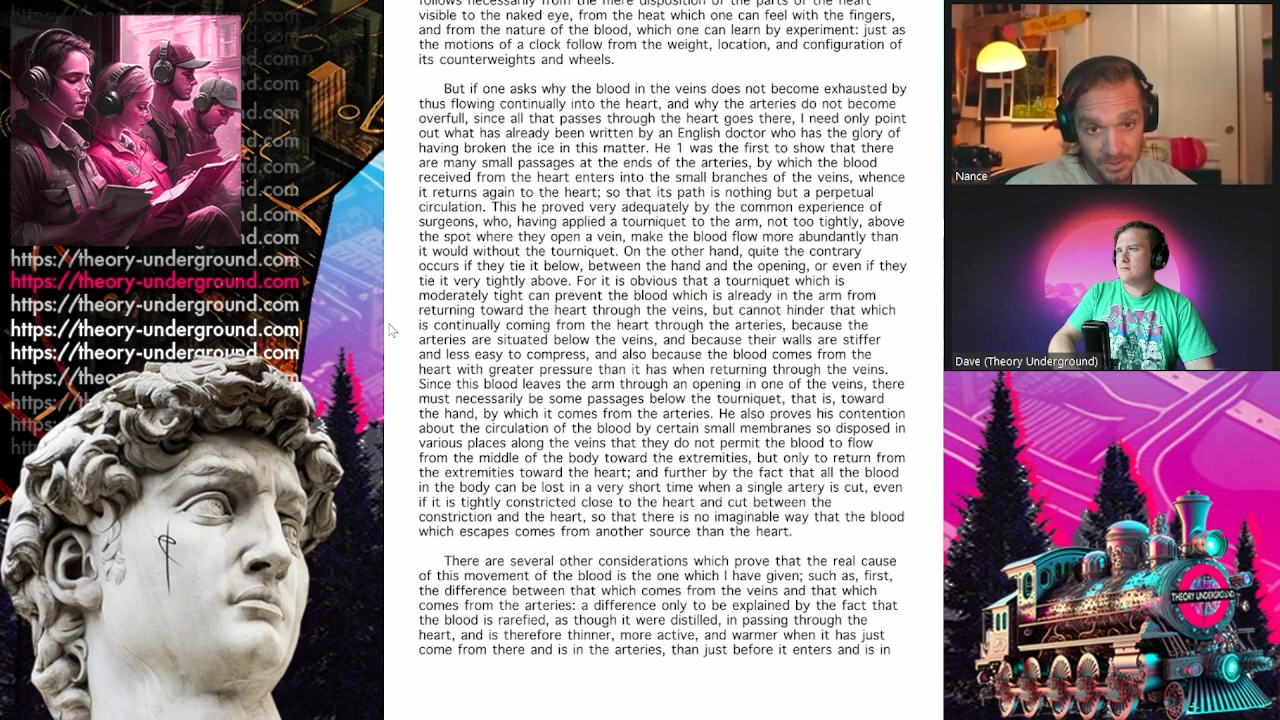 https://theory-underground.com
d.com
d.com
d.com
d.com
d.com
d.com
d.com
d.com
d.com
d.com
https://theory-underground.com
https://theory-underground.com
https://theory-underground.com
https://theory-underground.com
https://theory-underground.com
https://theo
https:
https:
follows necessarily from the mere disposition of the parts of the heart
visible to the naked eye, from the heat which one can feel with the fingers,
and from the nature of the blood, which one can learn by experiment: just as
the motions of a clock follow from the weight, location, and configuration of
its counterweights and wheels.
But if one asks why the blood in the veins does not become exhausted by
thus flowing continually into the heart, and why the arteries do not become
overfull, since all that passes through the heart goes there, I need only point
out what has already been written by an English doctor who has the glory of
having broken the ice in this matter. He 1 was the first to show that there
are many small passages at the ends of the arteries, by which the blood
received from the heart enters into the small branches of the veins, whence
it returns again to the heart; so that its path is nothing but a perpetual
circulation. This he proved very adequately by the common experience of
surgeons, who, having applied a tourniquet to the arm, not too tightly, above
the spot where they open a vein, make the blood flow more abundantly than
it would without the tourniquet. On the other hand, quite the contrary
occurs if they tie it below, between the hand and the opening, or even if they
tie it very tightly above. For it is obvious that a tourniquet which is
moderately tight can prevent the blood which is already in the arm from
returning toward the heart through the veins, but cannot hinder that which
is continually coming from the heart through the arteries, because the
arteries are situated below the veins, and because their walls are stiffer
and less easy to compress, and also because the blood comes from the
heart with greater pressure than it has when returning through the veins.
Since this blood leaves the arm through an opening in one of the veins, there
must necessarily be some passages below the tourniquet, that is, toward
the hand, by which it comes from the arteries. He also proves his contention
about the circulation of the blood by certain small membranes so disposed in
various places along the veins that they do not permit the blood to flow
from the middle of the body toward the extremities, but only to return from
the extremities toward the heart; and further by the fact that all the blood
in the body can be lost in a very short time when a single artery is cut, even
if it is tightly constricted close to the heart and cut between the
constriction and the heart, so that there is no imaginable way that the blood
which escapes comes from another source than the heart.
There are several other considerations which prove that the real cause
of this movement of the blood is the one which I have given; such as, first,
the difference between that which comes from the veins and that which
comes from the arteries: a difference only to be explained by the fact that
the blood is rarefied, as though it were distilled, in passing through the
heart, and is therefore thinner, more active, and warmer when it has just
come from there and is in the arteries, than just before it enters and is in
Nance
Dave (Theory Underground)
THEORY UNDERGROUND